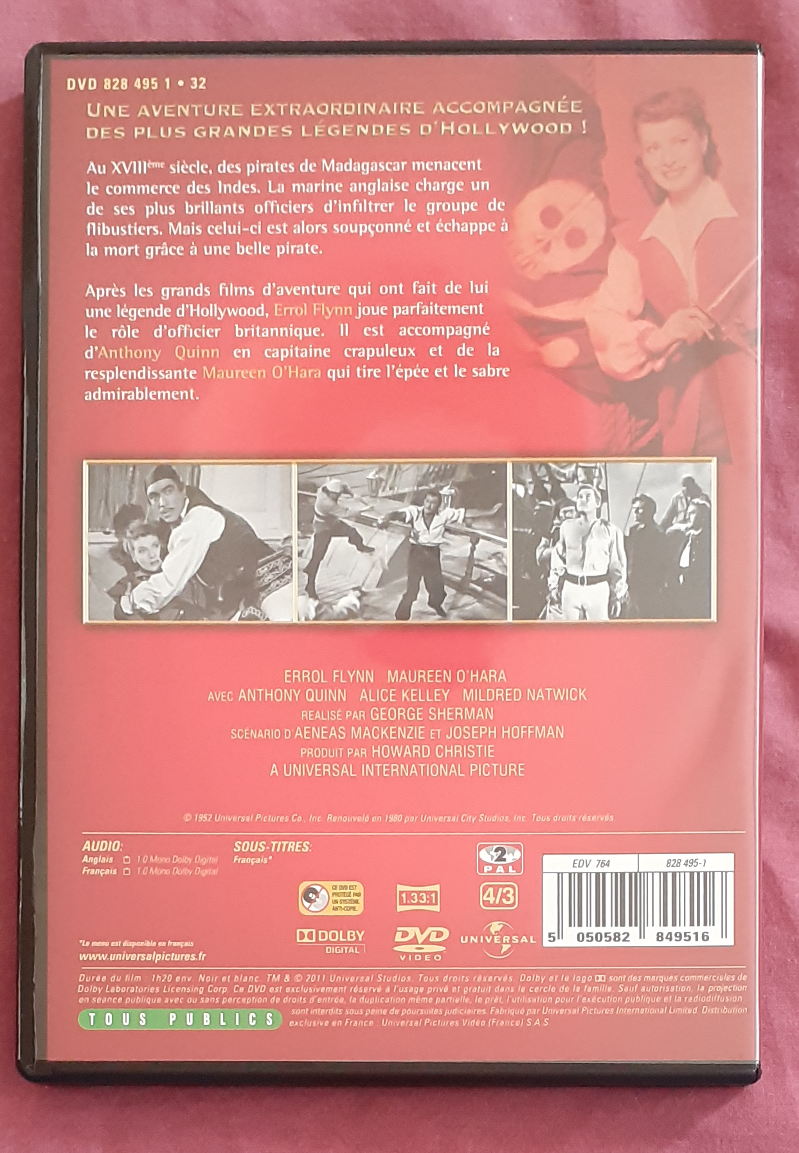 DVD 828 495 1 • 32
UNE AVENTURE EXTRAORDINAIRE ACCOMPAGNÉE
DES PLUS GRANDES LÉGENDES D'HOLLYWOOD !
Au XVIIIème siècle, des pirates de Madagascar menacent
le commerce des Indes. La marine anglaise charge un
de ses plus brillants officiers d'infiltrer le groupe de
flibustiers. Mais celui-ci est alors soupçonné et échappe à
la mort grâce à une belle pirate.
Après les grands films d'aventure qui ont fait de lui
une légende d'Hollywood, Errol Flynn joue parfaitement
le rôle d'officier britannique. Il est accompagné
d'Anthony Quinn en capitaine crapuleux et de la
resplendissante Maureen O'Hara qui tire l'épée et le sabre
admirablement.
ERROL FLYNN MAUREEN O'HARA
AVEC ANTHONY QUINN ALICE KELLEY MILDRED NATWICK
REALISÉ PAR GEORGE SHERMAN
SCÉNARIO D'AENEAS MACKENZIE ET JOSEPH HOFFMAN
PRODUIT PAR HOWARD CHRISTIE
A UNIVERSAL INTERNATIONAL PICTURE
© 1952 Universal Pictures Co., Inc. Renouvelé en 1980 par Universal City Studios, Inc. Tous droits réservés.
AUDIO:
Anglais 1.0 Mono Dolby Digital
Français 1.0 Mono Dolby Digital
SOUS-TITRES:
Français*
2
PAL
CE DVD EST
PROTÉGÉ PAR
UN SYSTÈME
ANTI-COPIE.
1.33:1
4/3
EDV 764 828 495-1
5 050582 849516
DOLBY
DIGITAL
DVD
VIDEO
UNIVERSAL
*Le menu est disponible en français
www.universalpictures.fr
Durée du film : 1h20 env. Noir et blanc. TM & © 2011 Universal Studios. Tous droits réservés. Dolby et le logo sont des marques commerciales de
Dolby Laboratories Licensing Corp. Ce DVD est exclusivement réservé à l'usage privé et gratuit dans le cercle de la famille. Sauf autorisation, la projection
en séance publique avec ou sans perception de droits d'entrée, la duplication même partielle, le prêt, l'utilisation pour l'exécution publique et la radiodiffusion
sont interdits sous peine de poursuites judiciaires. Fabriqué par Universal Pictures International Limited. Distribution
exclusive en France : Universal Pictures Vidéo (France) S.A.S.
TOUS PUBLICS